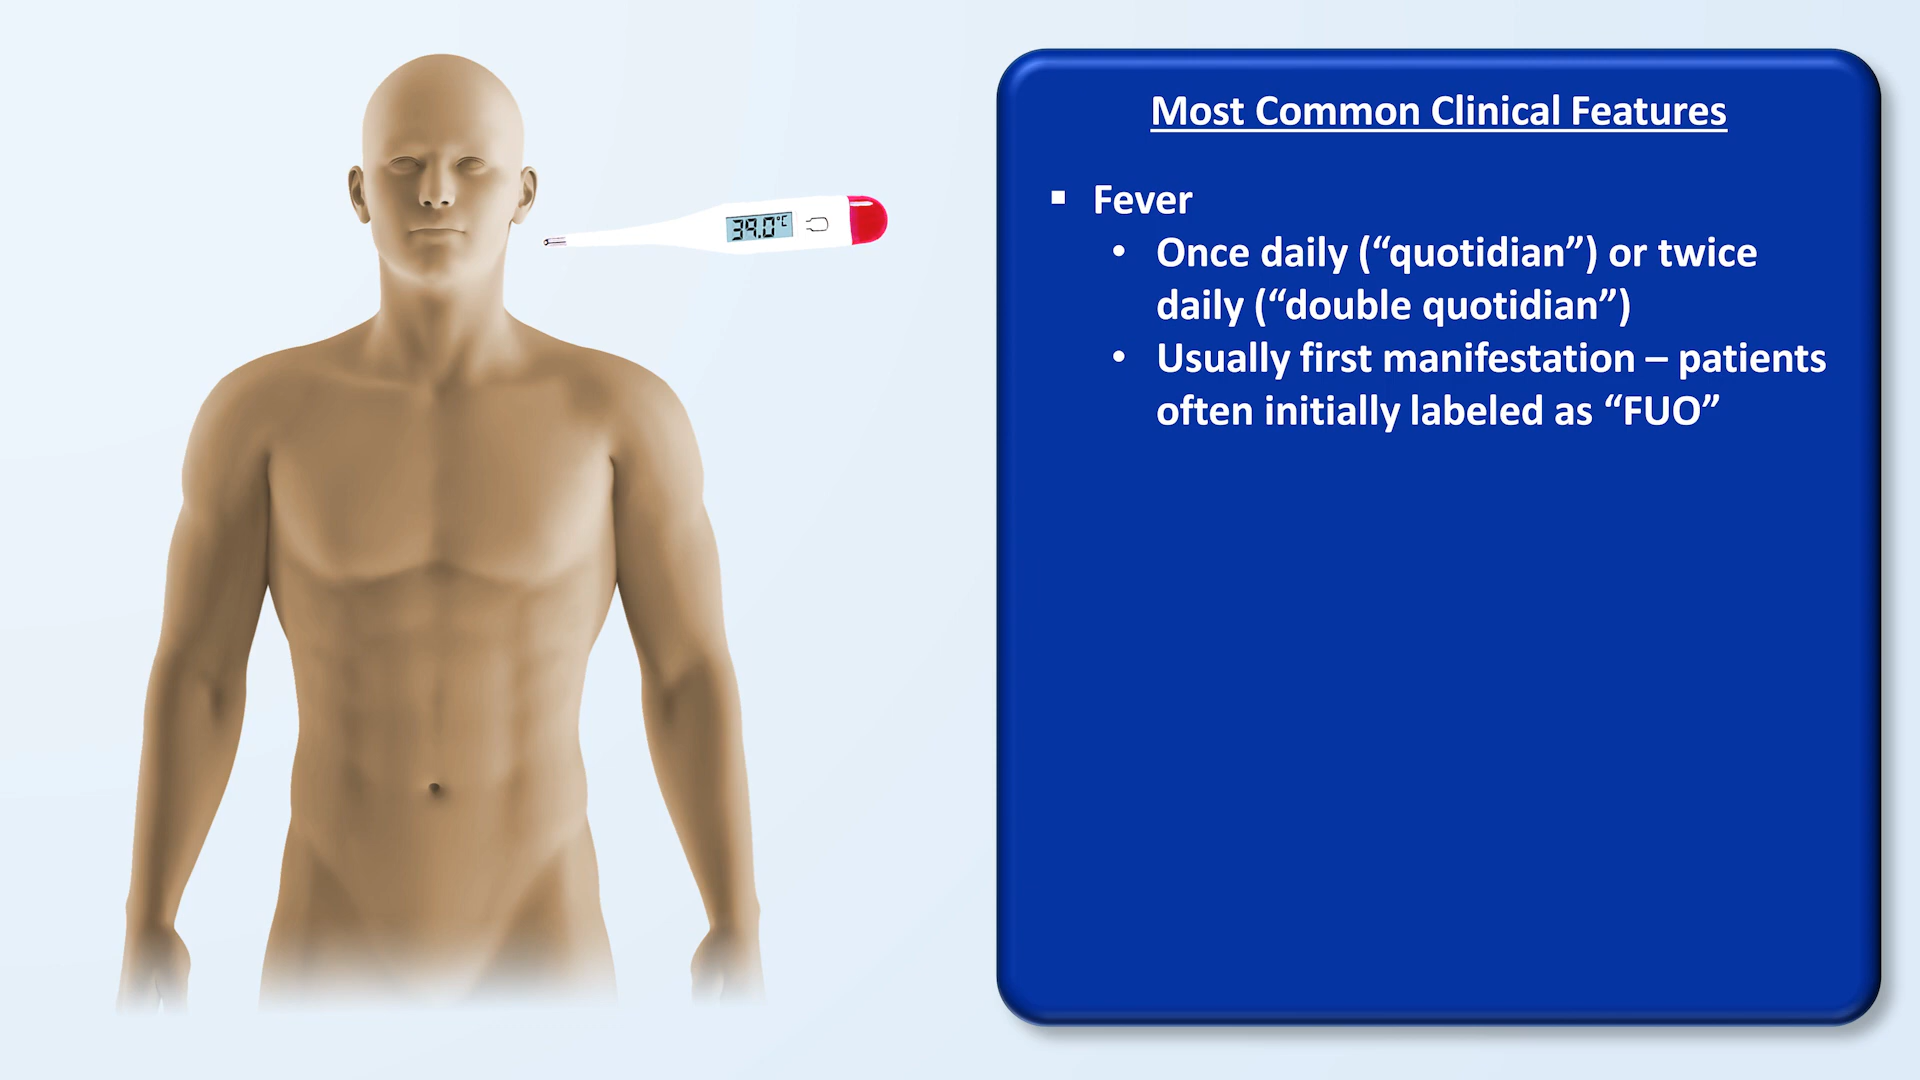 39.0°C
Most Common Clinical Features
▪ Fever
• Once daily (“quotidian”) or twice
daily (“double quotidian”)
• Usually first manifestation – patients
often initially labeled as “FUO”